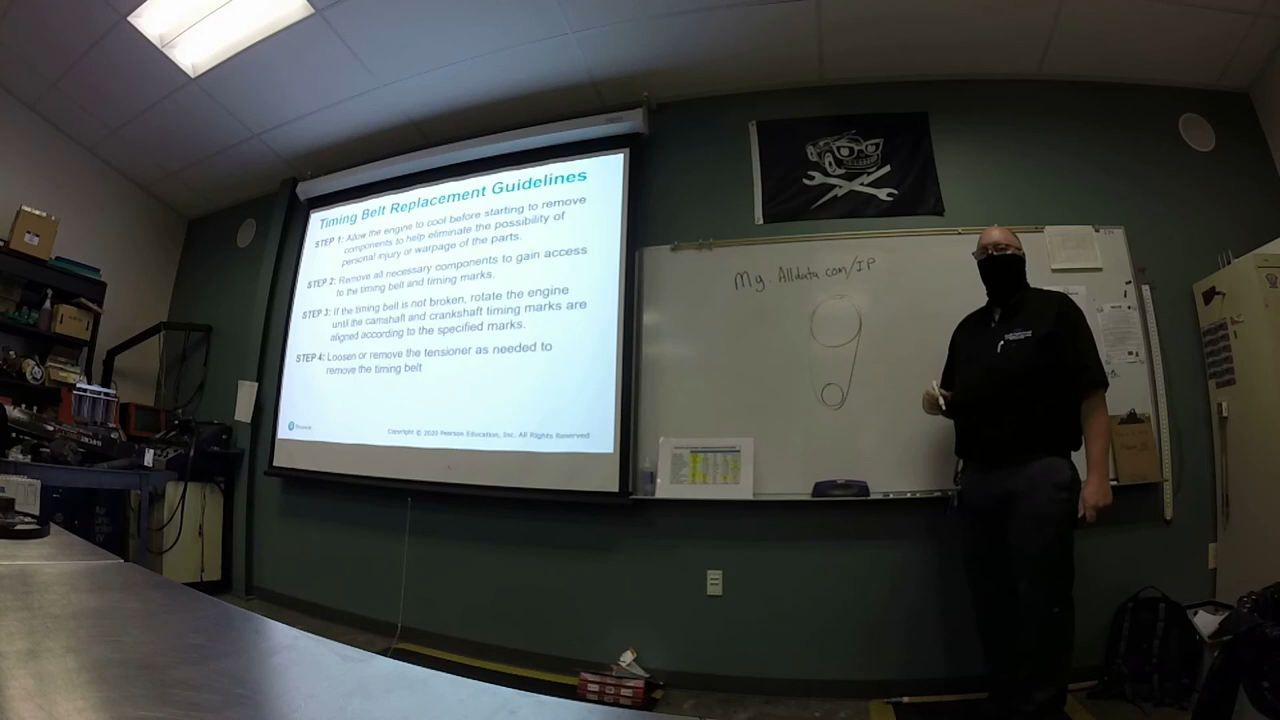 Timing Belt Replacement Guidelines
STEP 1: Allow the engine to cool before starting to remove
components to help eliminate the possibility of
personal injury or warpage of the parts.
STEP 2: Remove all necessary components to gain access
to the timing belt and timing marks.
STEP 3: If the timing belt is not broken, rotate the engine
until the camshaft and crankshaft timing marks are
aligned according to the specified marks.
STEP 4: Loosen or remove the tensioner as needed to
remove the timing belt
Pearson
Copyright © 2020 Pearson Education, Inc. All Rights Reserved
My.Alldata.com/IP